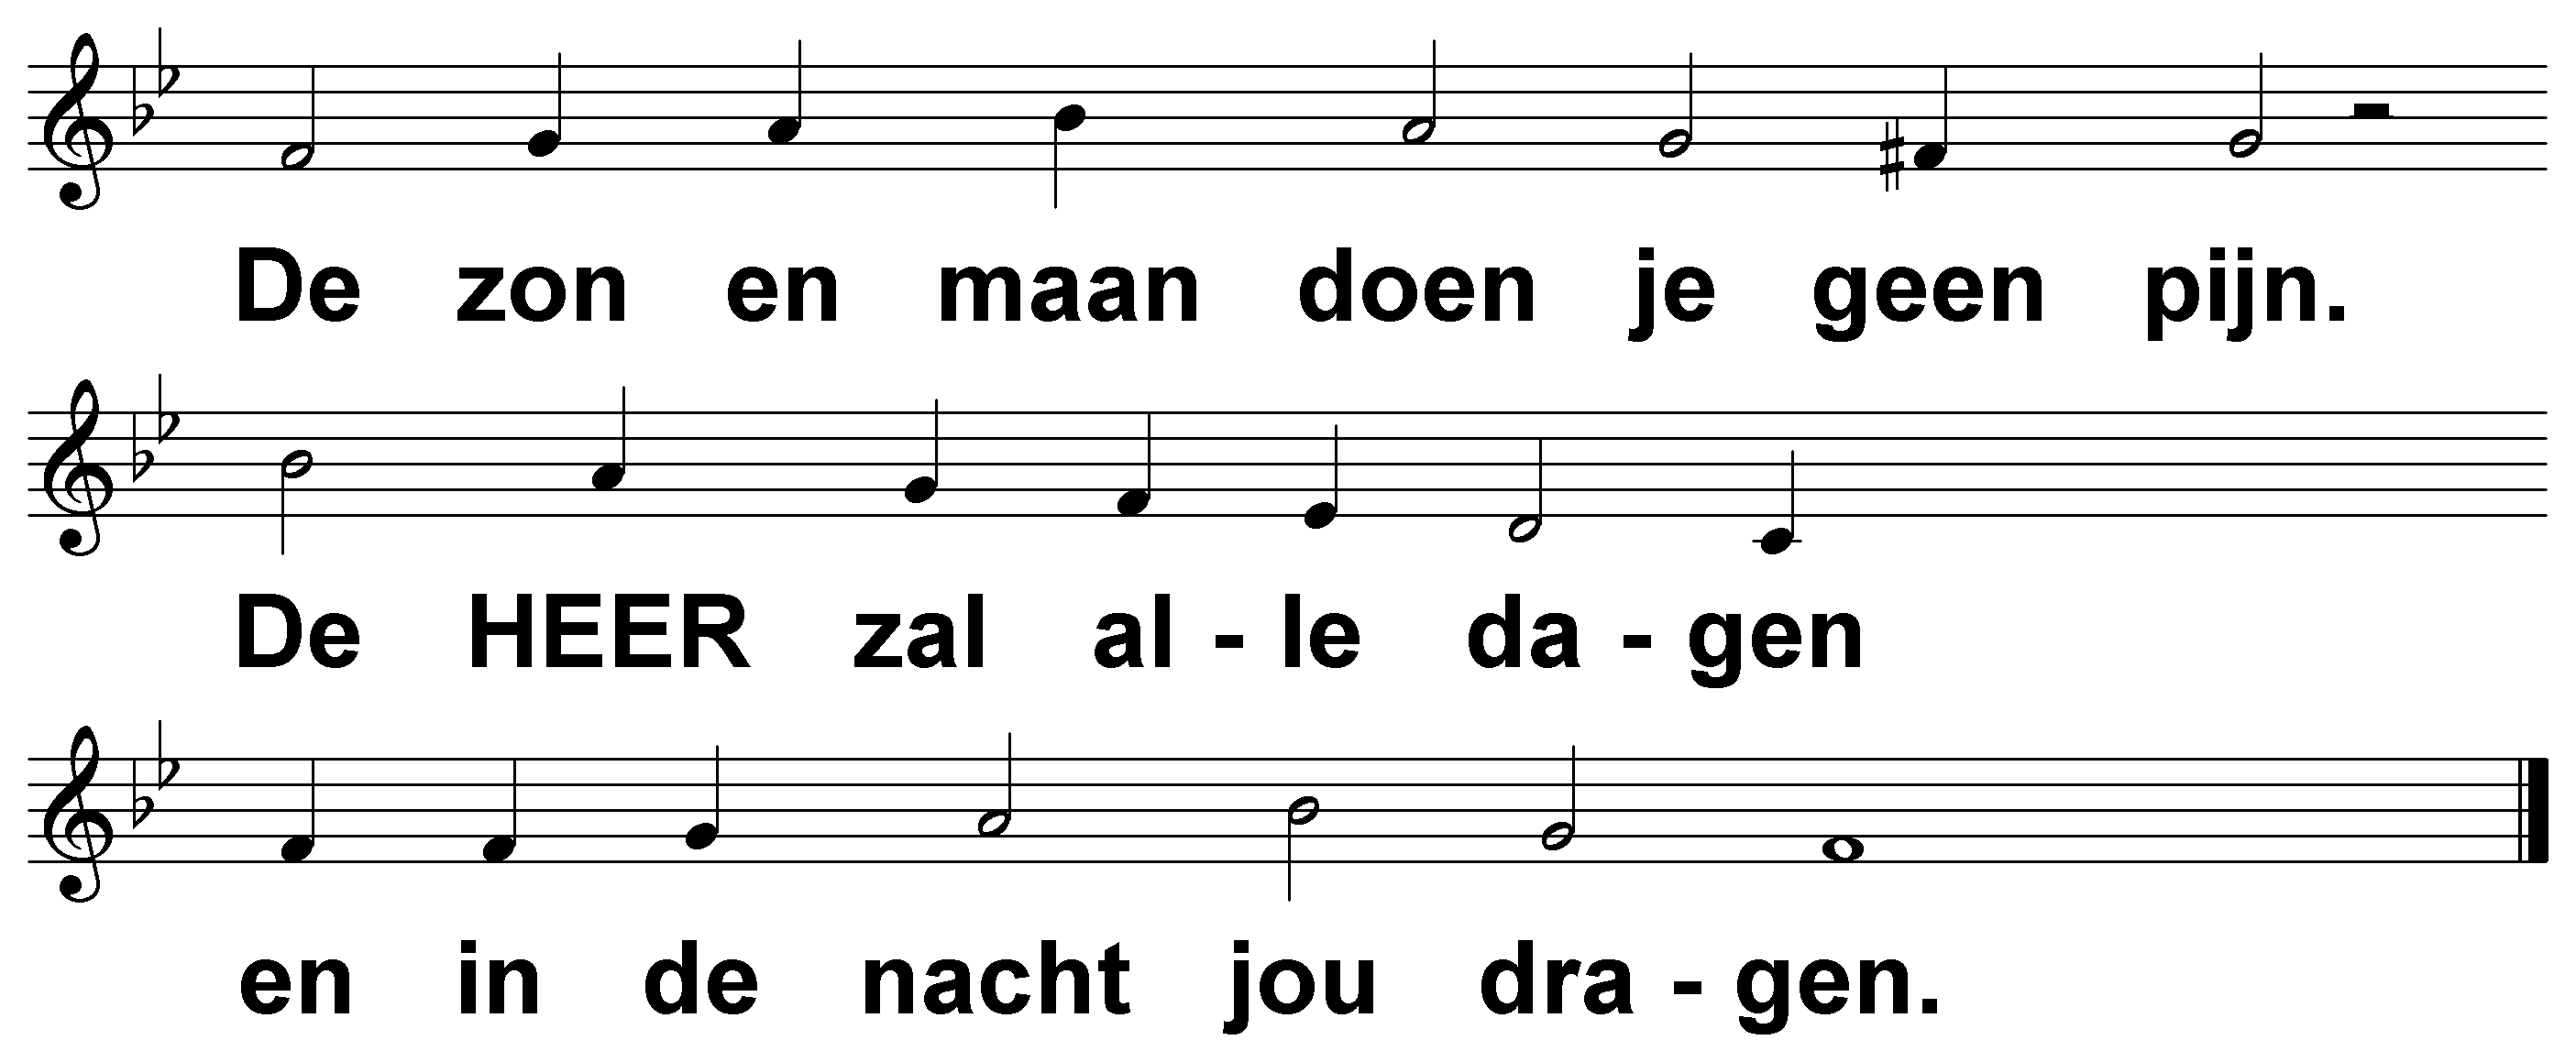 De zon en maan doen je geen pijn.
De HEER zal al - le da - gen
en in de nacht jou dra - gen.